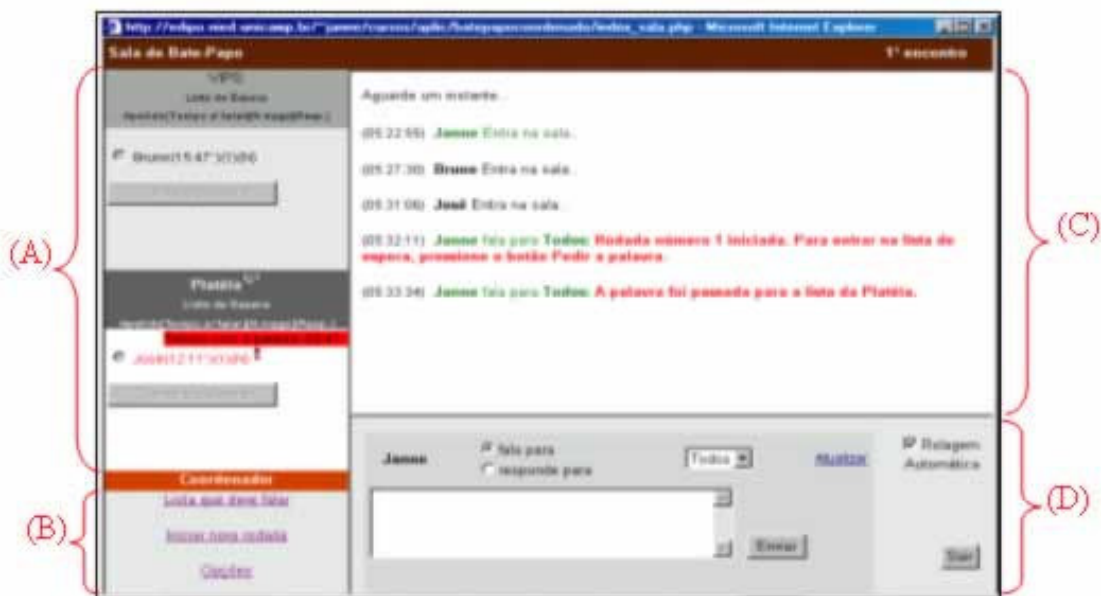 Microsoft Internet Explorer
Sala de Bate-Papo
1º encontro
VIPS
Lista de Espera
Aguarde um instante...
(05:22:55) Janne Entra na sala..
(05:27:30) Bruno Entra na sala..
(05:31:06) José Entra na sala..
(05:32:11) Janne fala para Todos: Rodada número 1 iniciada. Para entrar na lista de
espera, pressione o botão Pedir a palavra.
(05:33:34) Janne fala para Todos: A palavra foi passada para a lista da Platéia.
Platéia
Lista de Espera
Coordenador
Lista que deve falar
Iniciar nova rodada
Opções
Janne
fala para
responde para
Todos
Atualizar
Rolagem
Automática
Enviar
Sair
(A)
(B)
(C)
(D)